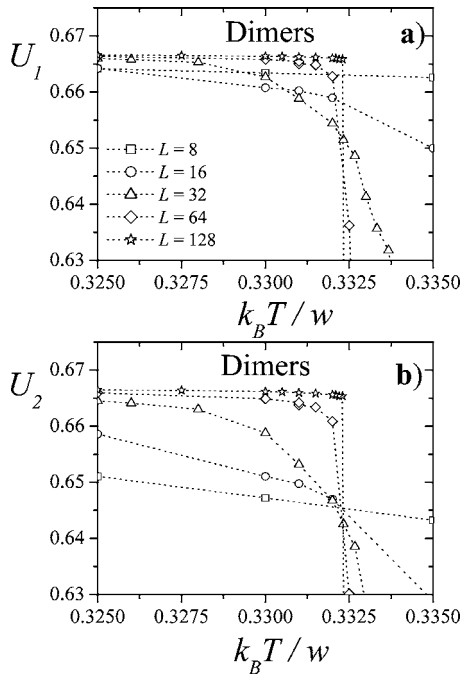 Dimers
a)
U1
0.67
0.66
0.65
0.64
0.63
L = 8
L = 16
L = 32
L = 64
L = 128
0.3250 0.3275 0.3300 0.3325 0.3350
kBT / w
Dimers
b)
U2
0.67
0.66
0.65
0.64
0.63
0.3250 0.3275 0.3300 0.3325 0.3350
kBT / w